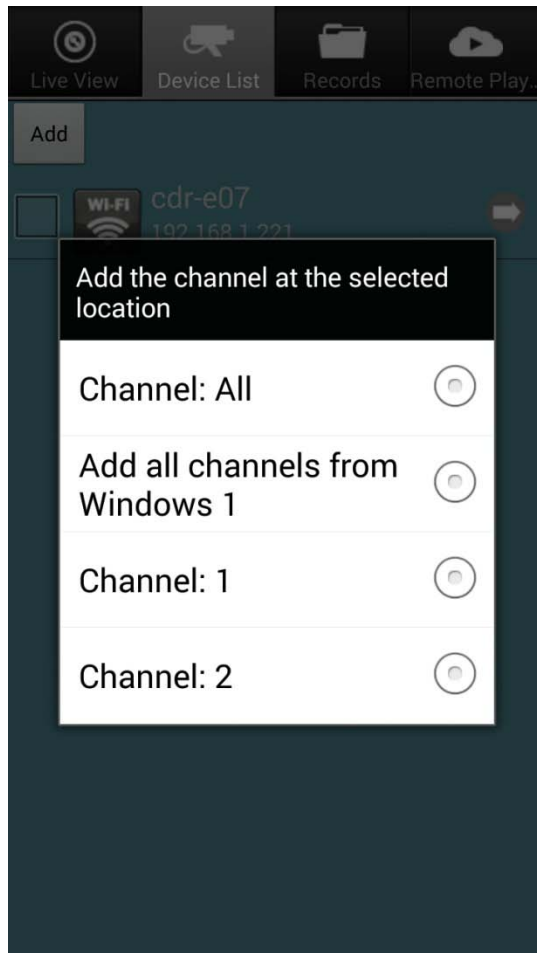 Live View
Device List
Records
Remote Play..
Add
WI-FI
cdr-e07
192.168.1.221
Add the channel at the selected
location
Channel: All
Add all channels from
Windows 1
Channel: 1
Channel: 2